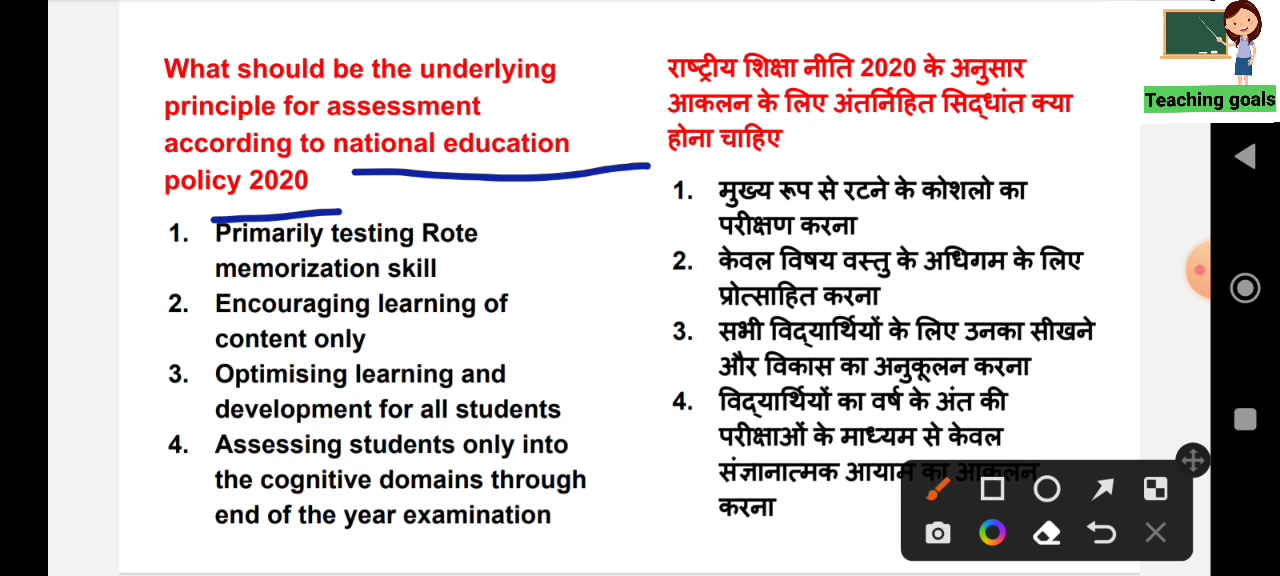 What should be the underlying
principle for assessment
according to national education
policy 2020
1. Primarily testing Rote
memorization skill
2. Encouraging learning of
content only
3. Optimising learning and
development for all students
4. Assessing students only into
the cognitive domains through
end of the year examination
राष्ट्रीय शिक्षा नीति 2020 के अनुसार
आकलन के लिए अंतर्निहित सिद्धांत क्या
होना चाहिए
1. मुख्य रूप से रटने के कोशलो का
परीक्षण करना
2. केवल विषय वस्तु के अधिगम के लिए
प्रोत्साहित करना
3. सभी विद्यार्थियों के लिए उनका सीखने
और विकास का अनुकूलन करना
4. विद्यार्थियों का वर्ष के अंत की
परीक्षाओं के माध्यम से केवल
संज्ञानात्मक आयाम का आकलन
करना
Teaching goals